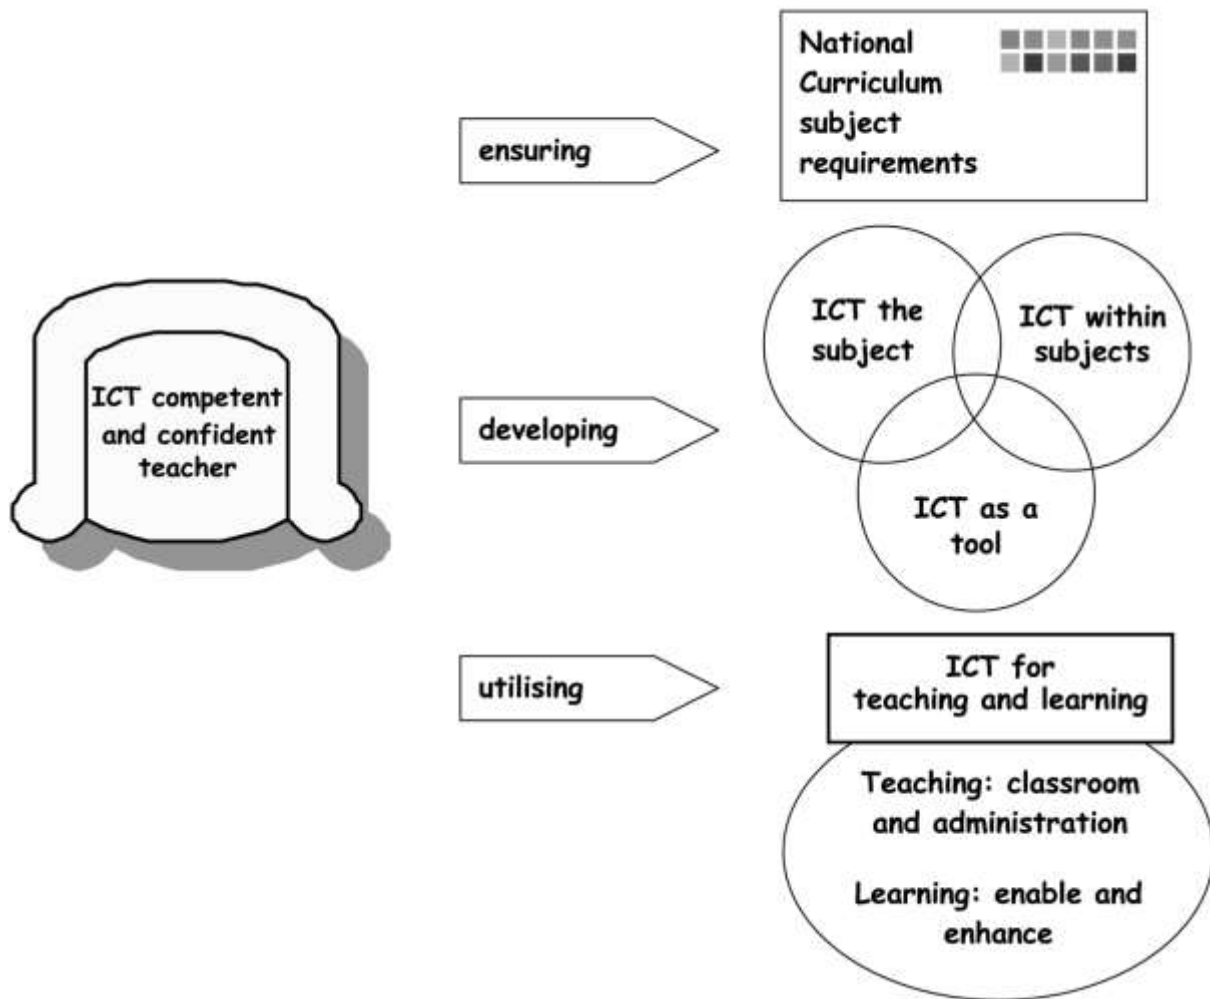 ICT competent
and confident
teacher
ensuring
National
Curriculum
subject
requirements
developing
ICT the
subject
ICT within
subjects
ICT as a
tool
utilising
ICT for
teaching and learning
Teaching: classroom
and administration
Learning: enable and
enhance